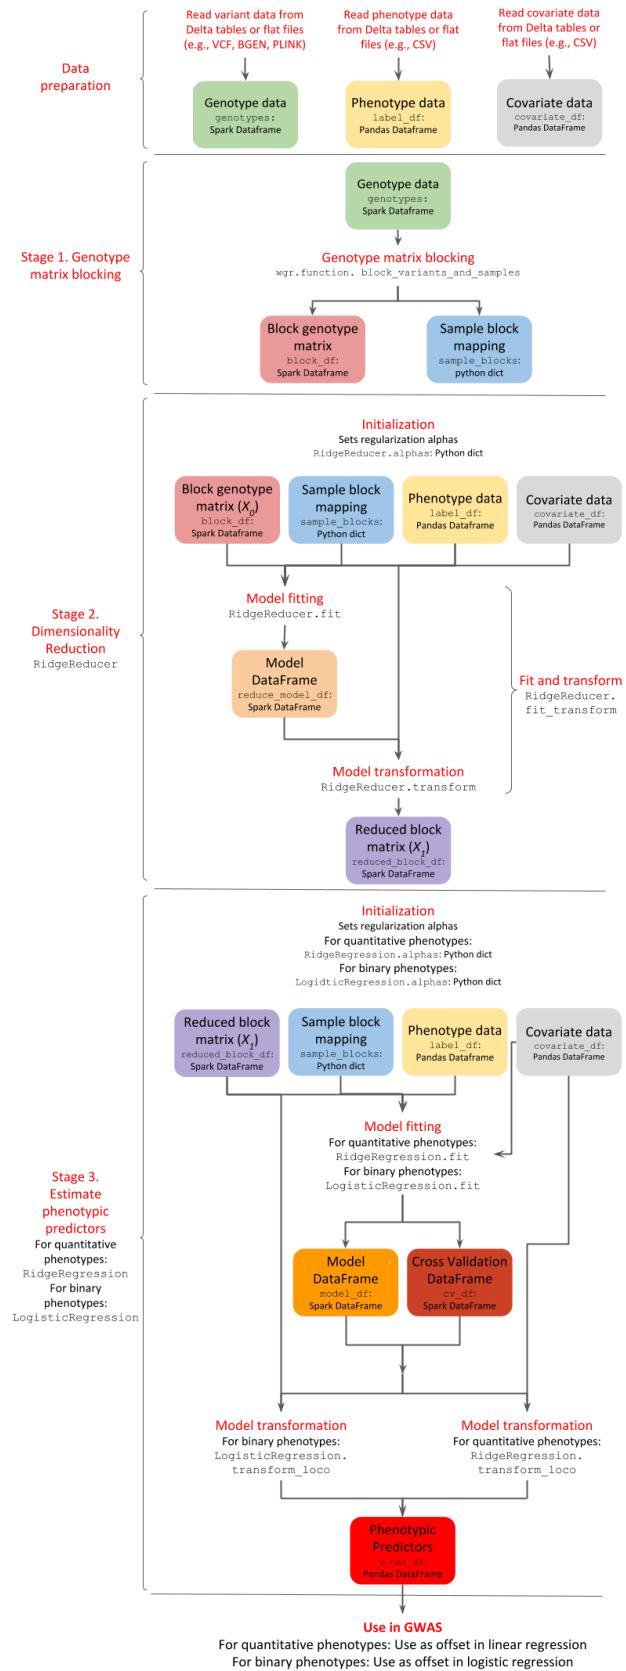 Read variant data from
Delta tables or flat files
(e.g., VCF, BGEN, PLINK)
Read phenotype data
from Delta tables or flat
files (e.g., CSV)
Read covariate data
from Delta tables or
flat files (e.g., CSV)
Data
preparation
Genotype data
genotypes:
Spark Dataframe
Phenotype data
label_df:
Pandas DataFrame
Covariate data
covariate_df:
Pandas DataFrame
Stage 1. Genotype
matrix blocking
Genotype data
genotypes:
Spark Dataframe
Genotype matrix blocking
wgr.function. block_variants_and_samples
Block genotype
matrix
block_df:
Spark Dataframe
Sample block
mapping
sample_blocks:
python dict
Initialization
Sets regularization alphas
RidgeReducer.alphas: Python dict
Block genotype
matrix (X0)
block_df:
Spark Dataframe
Sample block
mapping
sample_blocks:
Python dict
Phenotype data
label_df:
Pandas Dataframe
Covariate data
covariate_df:
Pandas DataFrame
Stage 2.
Dimensionality
Reduction
RidgeReducer
Model fitting
RidgeReducer.fit
Model
DataFrame
reduce_model_df:
Spark DataFrame
Fit and transform
RidgeReducer.
fit_transform
Model transformation
RidgeReducer.transform
Reduced block
matrix (X1)
reduced_block_df:
Spark DataFrame
Initialization
Sets regularization alphas
For quantitative phenotypes:
RidgeRegression.alphas: Python dict
For binary phenotypes:
LogidticRegression.alphas: Python dict
Reduced block
matrix (X1)
reduced_block_df:
Spark DataFrame
Sample block
mapping
sample_blocks:
Python dict
Phenotype data
label_df:
Pandas DataFrame
Covariate data
covariate_df:
Pandas DataFrame
Model fitting
For quantitative phenotypes:
RidgeRegression.fit
For binary phenotypes:
LogisticRegression.fit
Stage 3.
Estimate
phenotypic
predictors
For quantitative
phenotypes:
RidgeRegression
For binary
phenotypes:
LogisticRegression
Model
DataFrame
model_df:
Spark DataFrame
Cross Validation
DataFrame
cv_df:
Spark DataFrame
Model transformation
For binary phenotypes:
LogisticRegression.
transform_loco
Model transformation
For quantitative phenotypes:
RidgeRegression.
transform_loco
Phenotypic
Predictors
y_hat_df:
Pandas DataFrame
Use in GWAS
For quantitative phenotypes: Use as offset in linear regression
For binary phenotypes: Use as offset in logistic regression